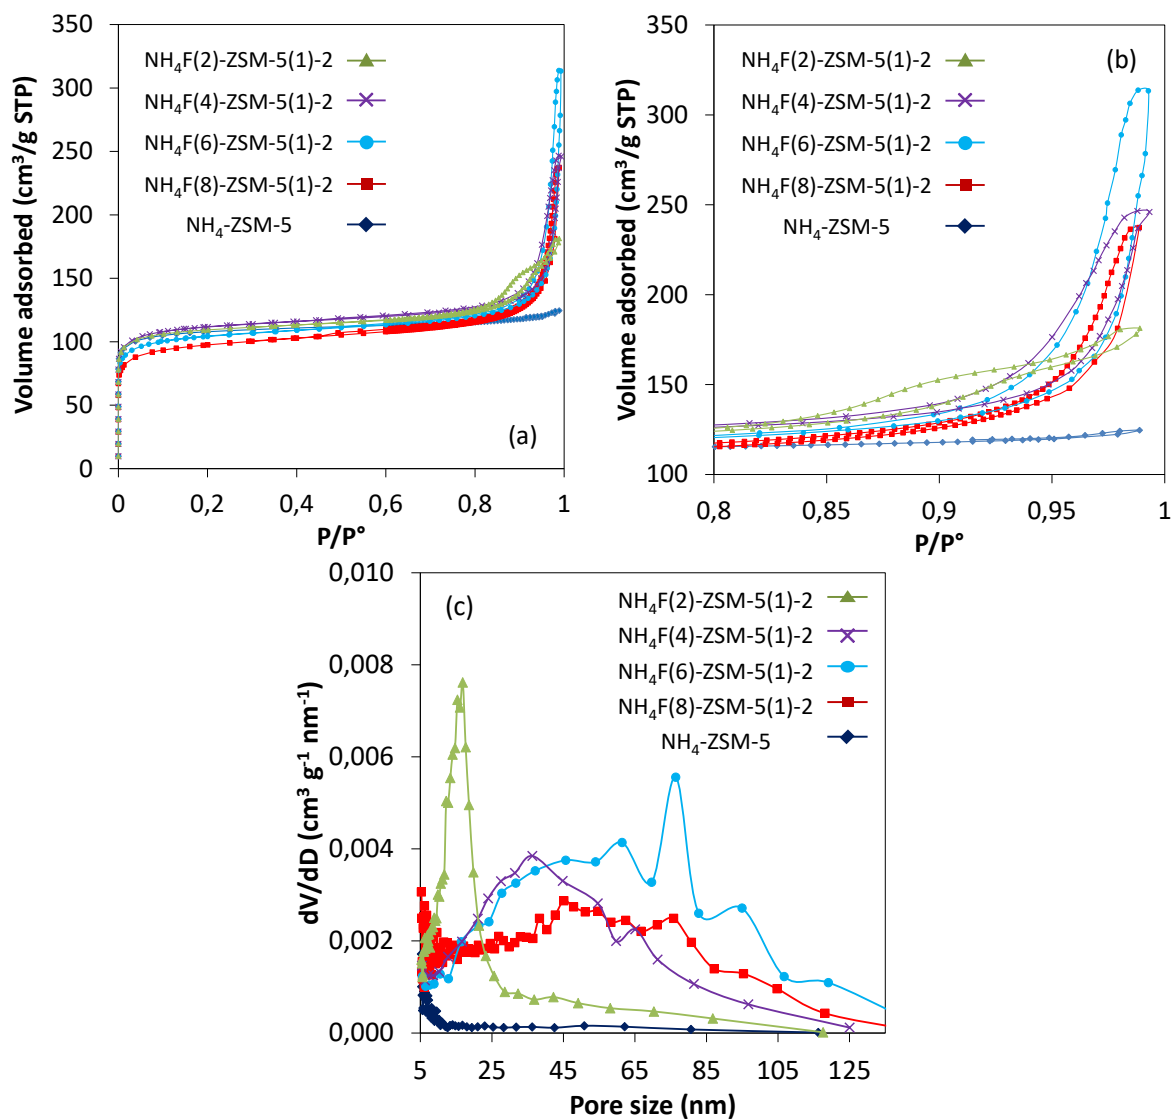 350
300
250
200
150
100
50
0
Volume adsorbed (cm³/g STP)
NH₄F(2)-ZSM-5(1)-2
NH₄F(4)-ZSM-5(1)-2
NH₄F(6)-ZSM-5(1)-2
NH₄F(8)-ZSM-5(1)-2
NH₄-ZSM-5
(a)
0 0,2 0,4 0,6 0,8 1
P/P°
350
300
250
200
150
100
Volume adsorbed (cm³/g STP)
(b)
NH₄F(2)-ZSM-5(1)-2
NH₄F(4)-ZSM-5(1)-2
NH₄F(6)-ZSM-5(1)-2
NH₄F(8)-ZSM-5(1)-2
NH₄-ZSM-5
0,8 0,85 0,9 0,95 1
P/P°
0,010
0,008
0,006
0,004
0,002
0,000
dV/dD (cm³ g⁻¹ nm⁻¹)
(c)
NH₄F(2)-ZSM-5(1)-2
NH₄F(4)-ZSM-5(1)-2
NH₄F(6)-ZSM-5(1)-2
NH₄F(8)-ZSM-5(1)-2
NH₄-ZSM-5
5 25 45 65 85 105 125
Pore size (nm)